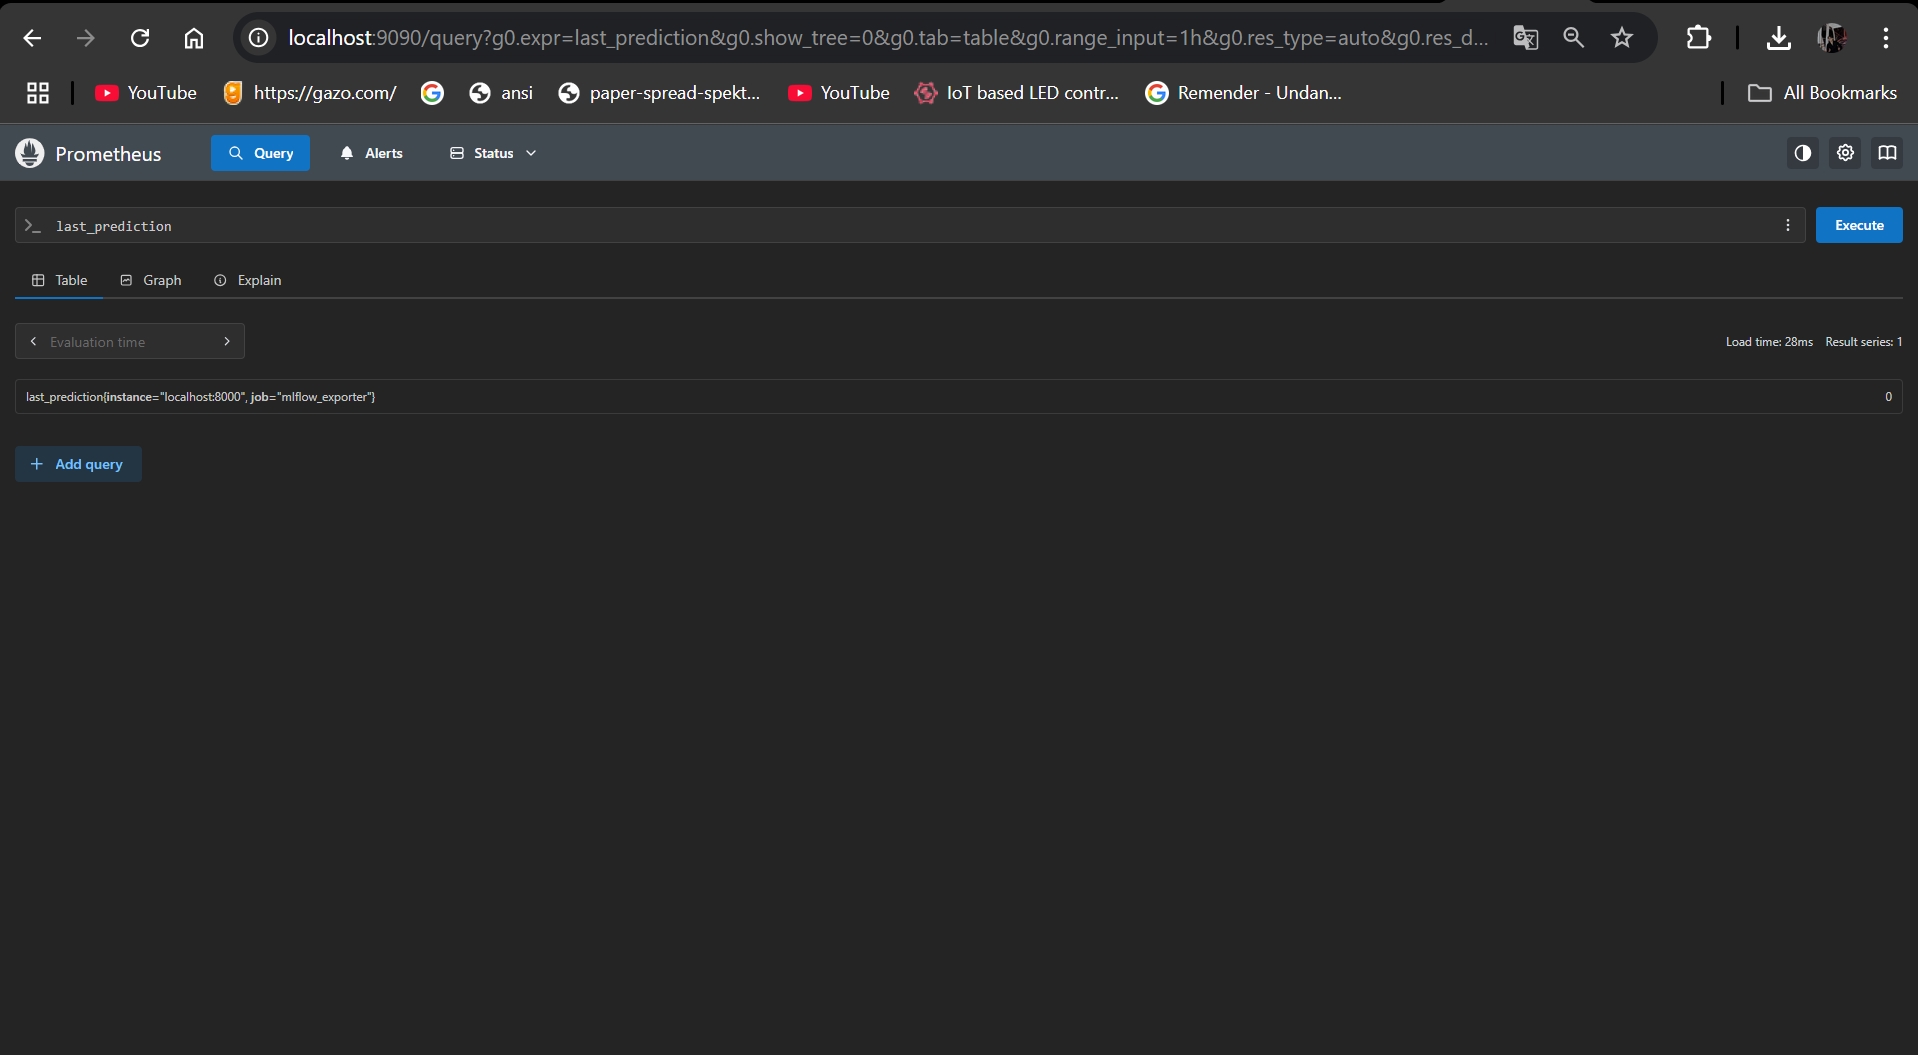 localhost:9090/query?g0.expr=last_prediction&g0.show_tree=0&g0.tab=table&g0.range_input=1h&g0.res_type=auto&g0.res_d...
YouTube https://gazo.com/ ansi paper-spread-spekt... YouTube IoT based LED contr... Remender - Undan... All Bookmarks
Prometheus Query Alerts Status
>_ last_prediction Execute
Table Graph Explain
Evaluation time Load time: 28ms Result series: 1
last_prediction{instance="localhost:8000", job="mlflow_exporter"} 0
+ Add query